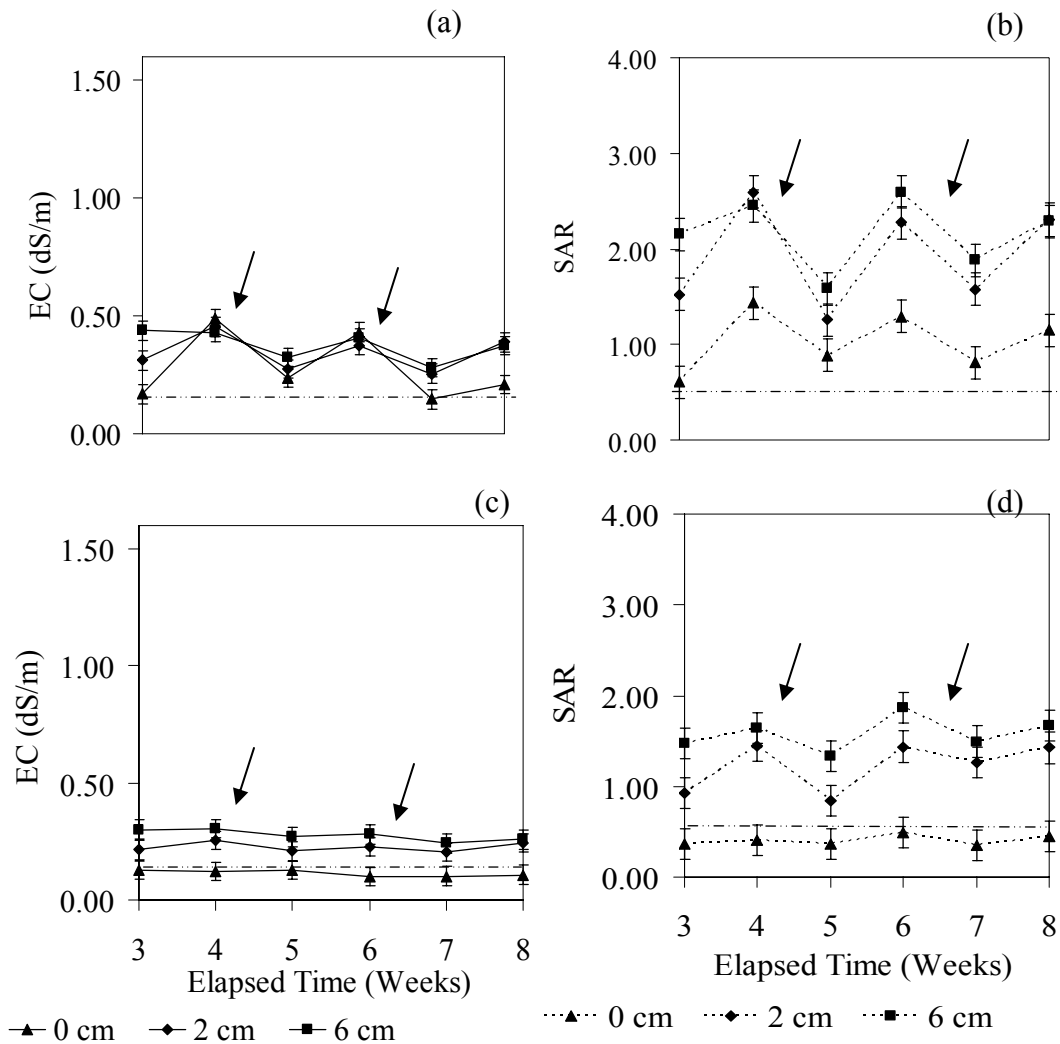 (a)
1.50
1.00
0.50
0.00
EC (dS/m)
(b)
4.00
3.00
2.00
1.00
0.00
SAR
(c)
1.50
1.00
0.50
0.00
EC (dS/m)
3 4 5 6 7 8
Elapsed Time (Weeks)
0 cm 2 cm 6 cm
(d)
4.00
3.00
2.00
1.00
0.00
SAR
3 4 5 6 7 8
Elapsed Time (Weeks)
0 cm 2 cm 6 cm